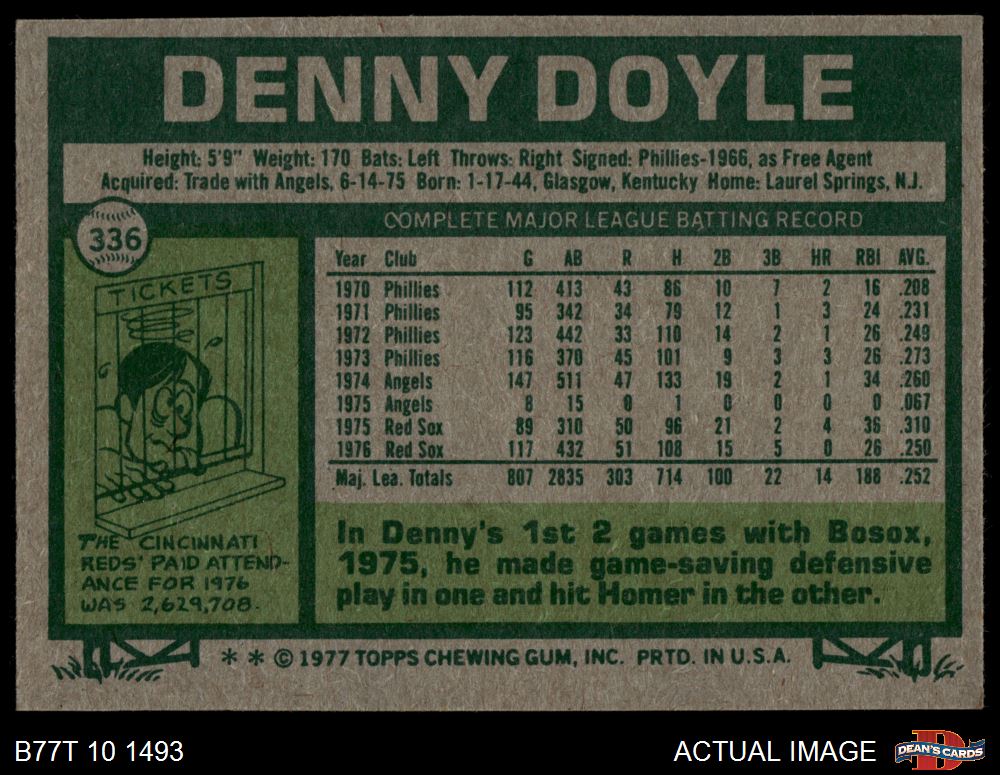 DENNY DOYLE
Height: 5'9" Weight: 170 Bats: Left Throws: Right Signed: Phillies-1966, as Free Agent
Acquired: Trade with Angels, 6-14-75 Born: 1-17-44, Glasgow, Kentucky Home: Laurel Springs, N.J.
336
COMPLETE MAJOR LEAGUE BATTING RECORD
Year Club G AB R H 2B 3B HR RBI AVG.
1970 Phillies 112 413 43 86 10 7 2 16 .208
1971 Phillies 95 342 34 79 12 1 3 24 .231
1972 Phillies 123 442 33 110 14 2 1 26 .249
1973 Phillies 116 370 45 101 9 3 3 26 .273
1974 Angels 147 511 47 133 19 2 1 34 .260
1975 Angels 8 15 0 1 0 0 0 0 .067
1975 Red Sox 89 310 50 96 21 2 4 36 .310
1976 Red Sox 117 432 51 108 15 5 0 26 .250
Maj. Lea. Totals 807 2835 303 714 100 22 14 188 .252
TICKETS
THE CINCINNATI
REDS' PAID ATTEND-
ANCE FOR 1976
WAS 2,629,708.
In Denny's 1st 2 games with Bosox,
1975, he made game-saving defensive
play in one and hit Homer in the other.
* * © 1977 TOPPS CHEWING GUM, INC. PRTD. IN U.S.A.
B77T 10 1493
ACTUAL IMAGE
D
DEAN'S CARDS